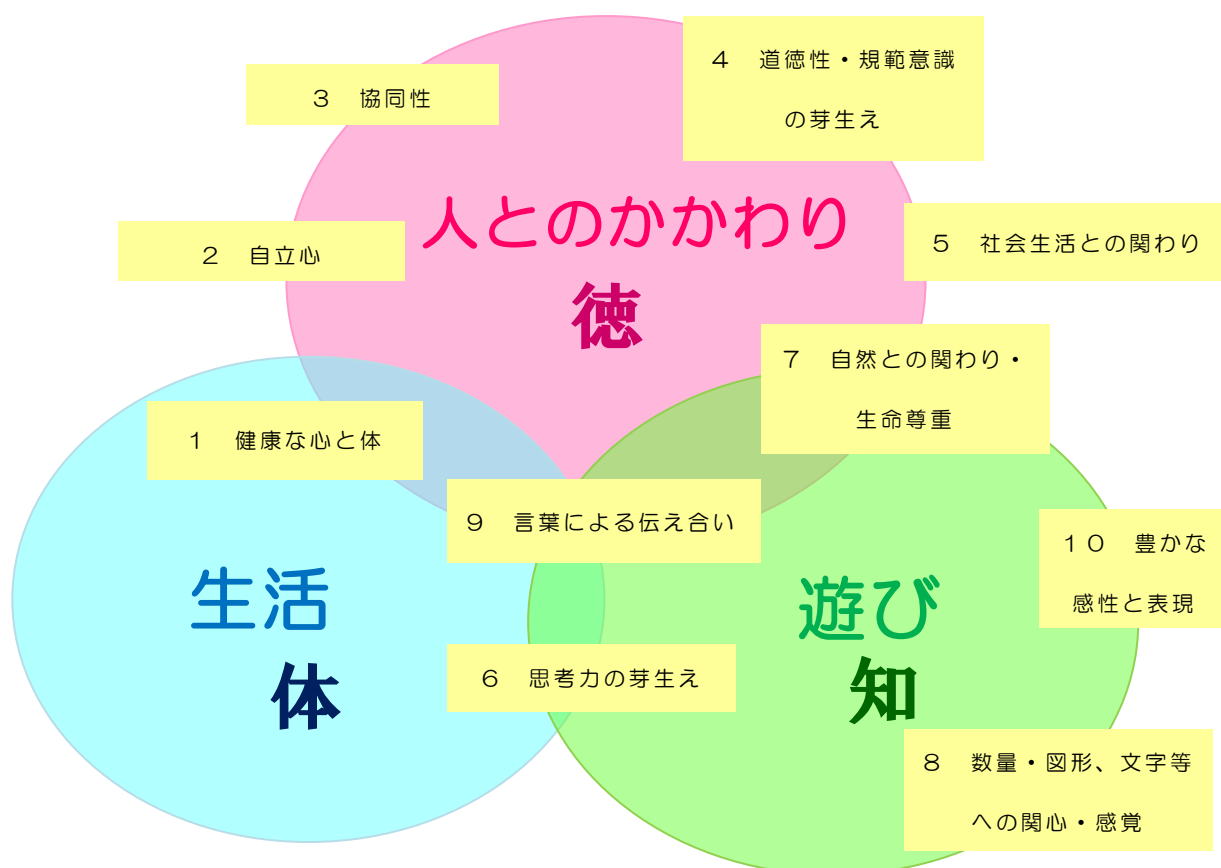 ４　道徳性・規範意識
の芽生え
３　協同性
人とのかかわり
徳
２　自立心
５　社会生活との関わり
７　自然との関わり・
生命尊重
１　健康な心と体
９　言葉による伝え合い
１０　豊かな
感性と表現
生活
体
遊び
知
６　思考力の芽生え
８　数量・図形、文字等
への関心・感覚